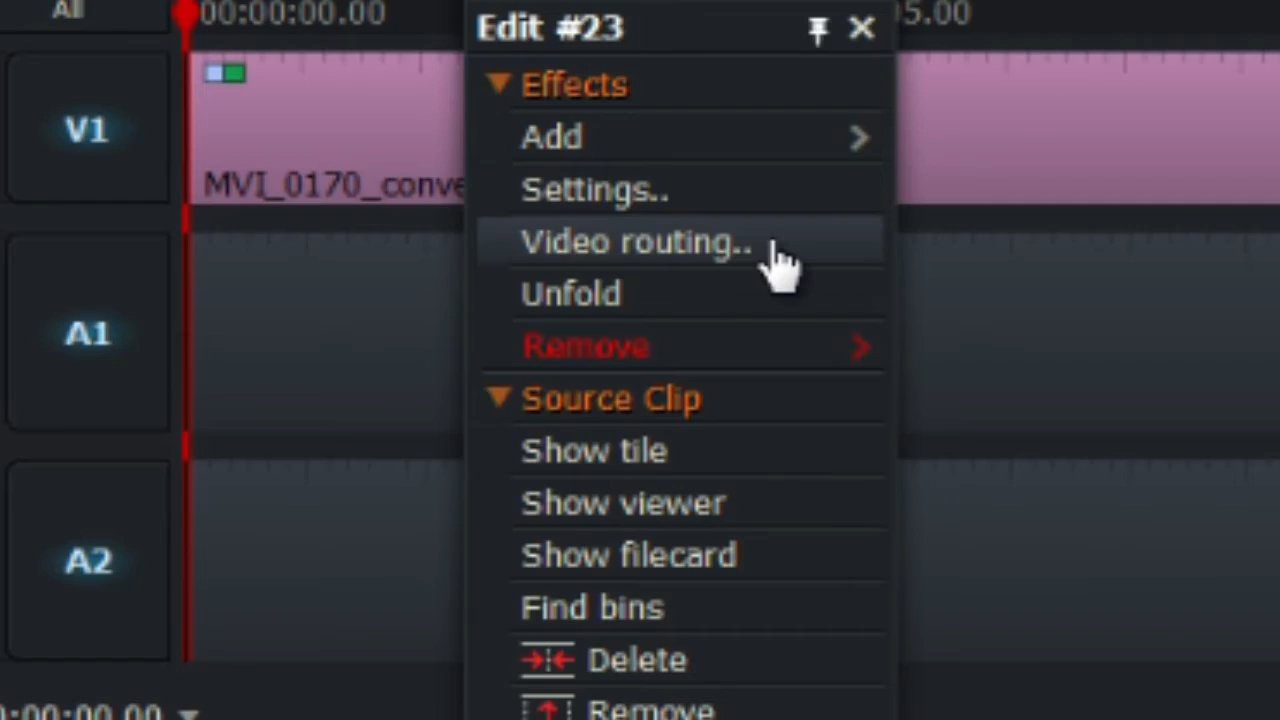 All
00:00:00.00
5.00
Edit #23
Effects
Add
Settings..
Video routing..
Unfold
Remove
Source Clip
Show tile
Show viewer
Show filecard
Find bins
Delete
Remove
V1
MVI_0170_conve
A1
A2
0:00:00.00